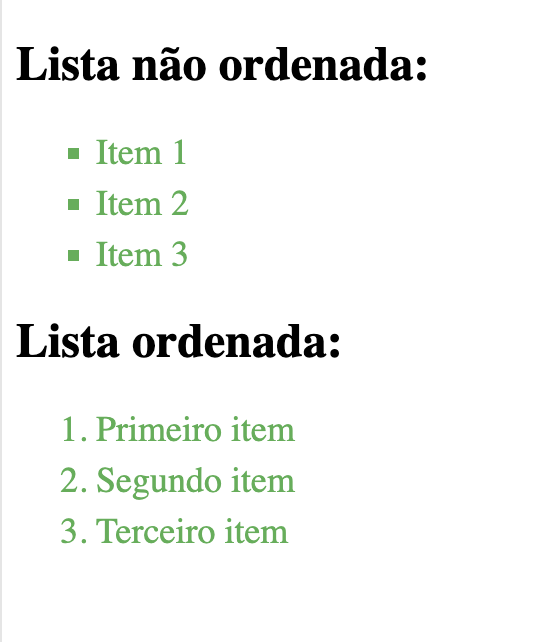 Lista não ordenada:
▪ Item 1
▪ Item 2
▪ Item 3
Lista ordenada:
1. Primeiro item
2. Segundo item
3. Terceiro item